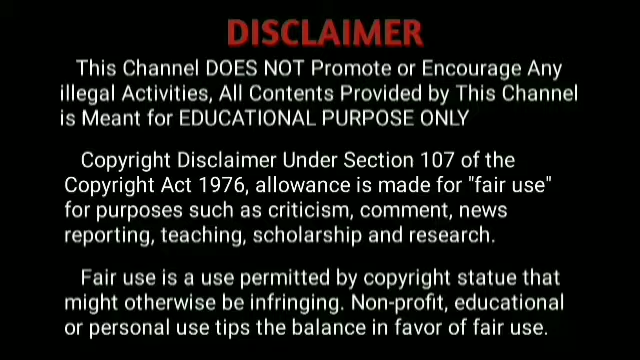 DISCLAIMER
This Channel DOES NOT Promote or Encourage Any
illegal Activities, All Contents Provided by This Channel
is Meant for EDUCATIONAL PURPOSE ONLY
Copyright Disclaimer Under Section 107 of the
Copyright Act 1976, allowance is made for "fair use"
for purposes such as criticism, comment, news
reporting, teaching, scholarship and research.
Fair use is a use permitted by copyright statue that
might otherwise be infringing. Non-profit, educational
or personal use tips the balance in favor of fair use.